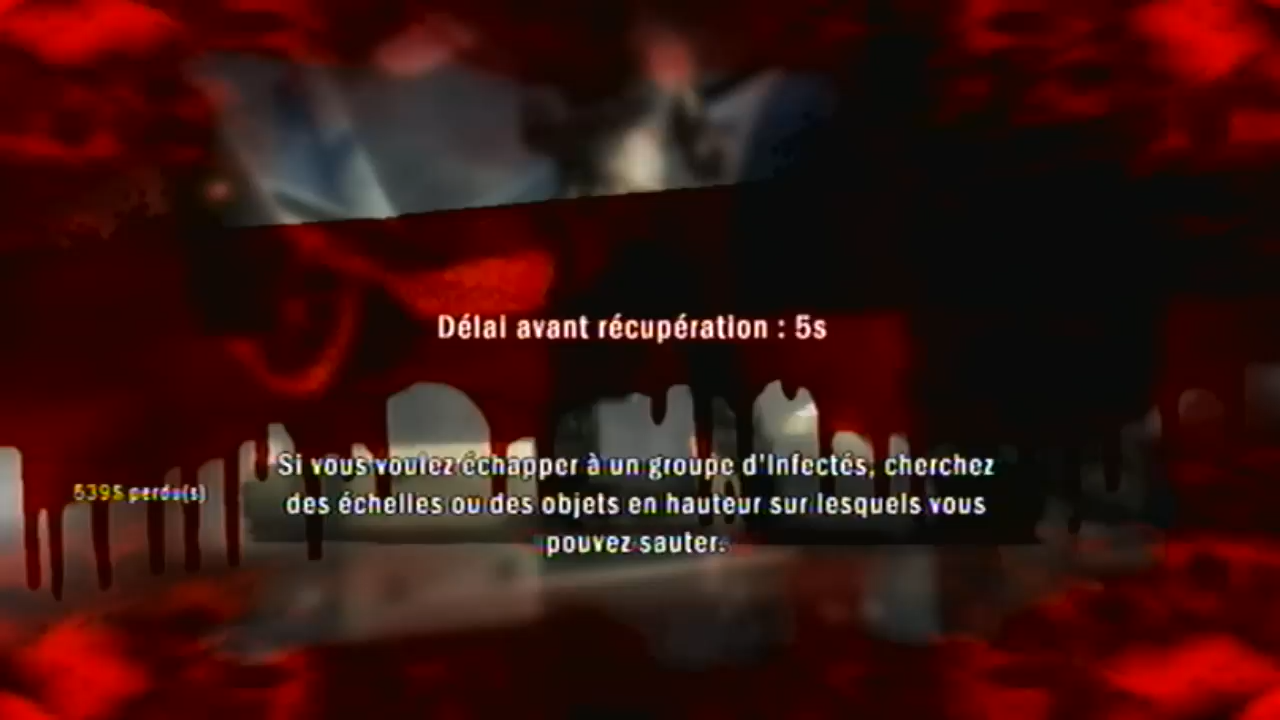 Délai avant récupération : 5s
Si vous voulez échapper à un groupe d'Infectés, cherchez
539$ perdu(s)
des échelles ou des objets en hauteur sur lesquels vous
pouvez sauter.